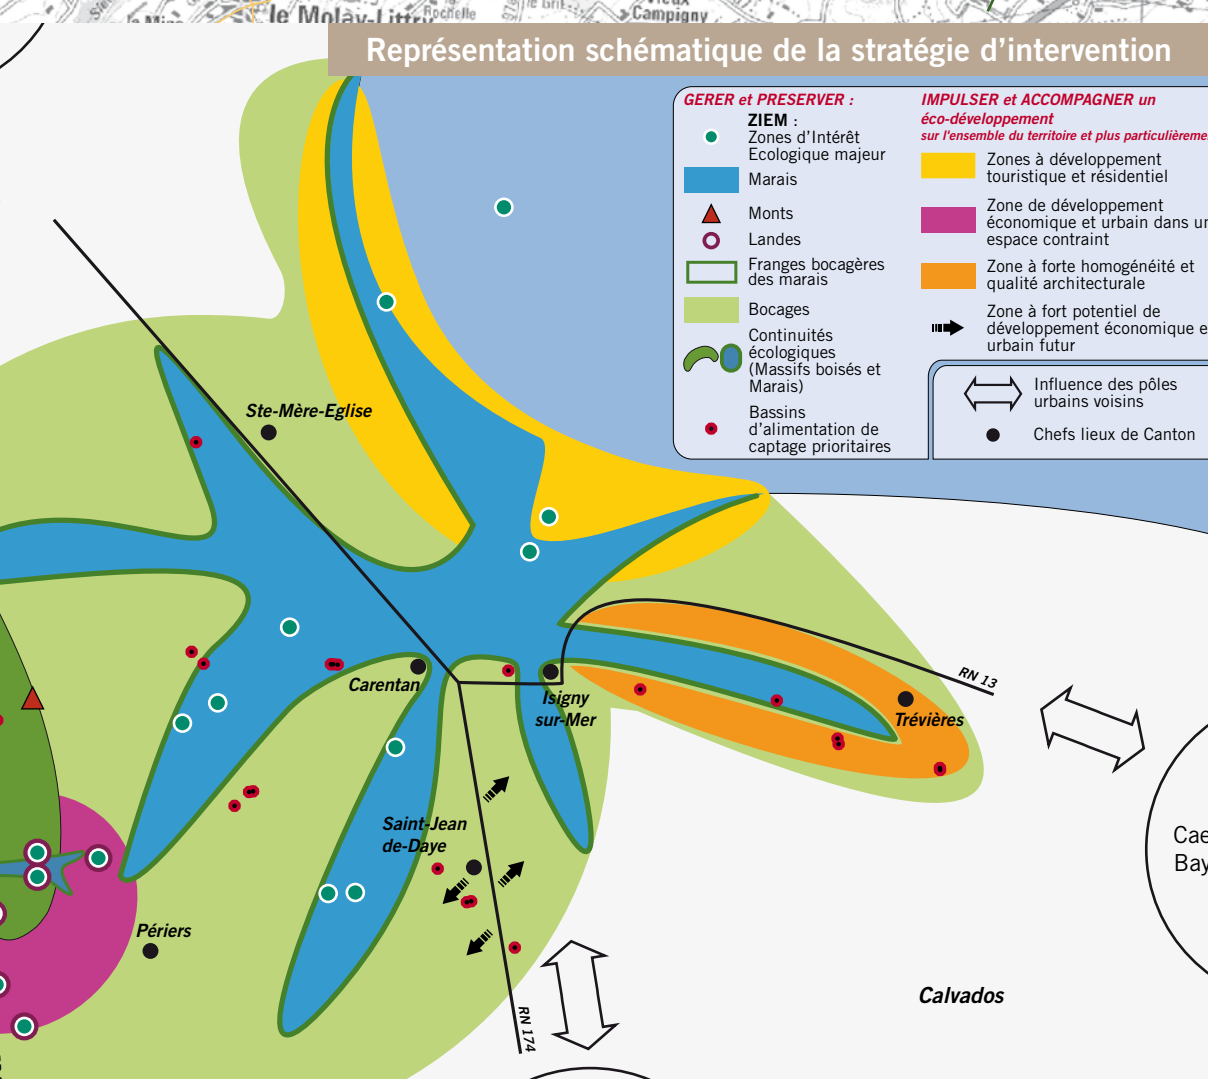 le Molay-Littry
Rochelle
Campigny
Représentation schématique de la stratégie d'intervention
GERER et PRESERVER :
ZIEM :
Zones d'Intérêt
Ecologique majeur
Marais
Monts
Landes
Franges bocagères
des marais
Bocages
Continuités
écologiques
(Massifs boisés et
Marais)
Bassins
d'alimentation de
captage prioritaires
IMPULSER et ACCOMPAGNER un
éco-développement
sur l'ensemble du territoire et plus particulièreme
Zones à développement
touristique et résidentiel
Zone de développement
économique et urbain dans un
espace contraint
Zone à forte homogénéité et
qualité architecturale
Zone à fort potentiel de
développement économique e
urbain futur
Influence des pôles
urbains voisins
Chefs lieux de Canton
Ste-Mère-Eglise
Carentan
Isigny
sur-Mer
RN 13
Trévières
Saint-Jean
de-Daye
Cae
Bay
Périers
Calvados
RN 174